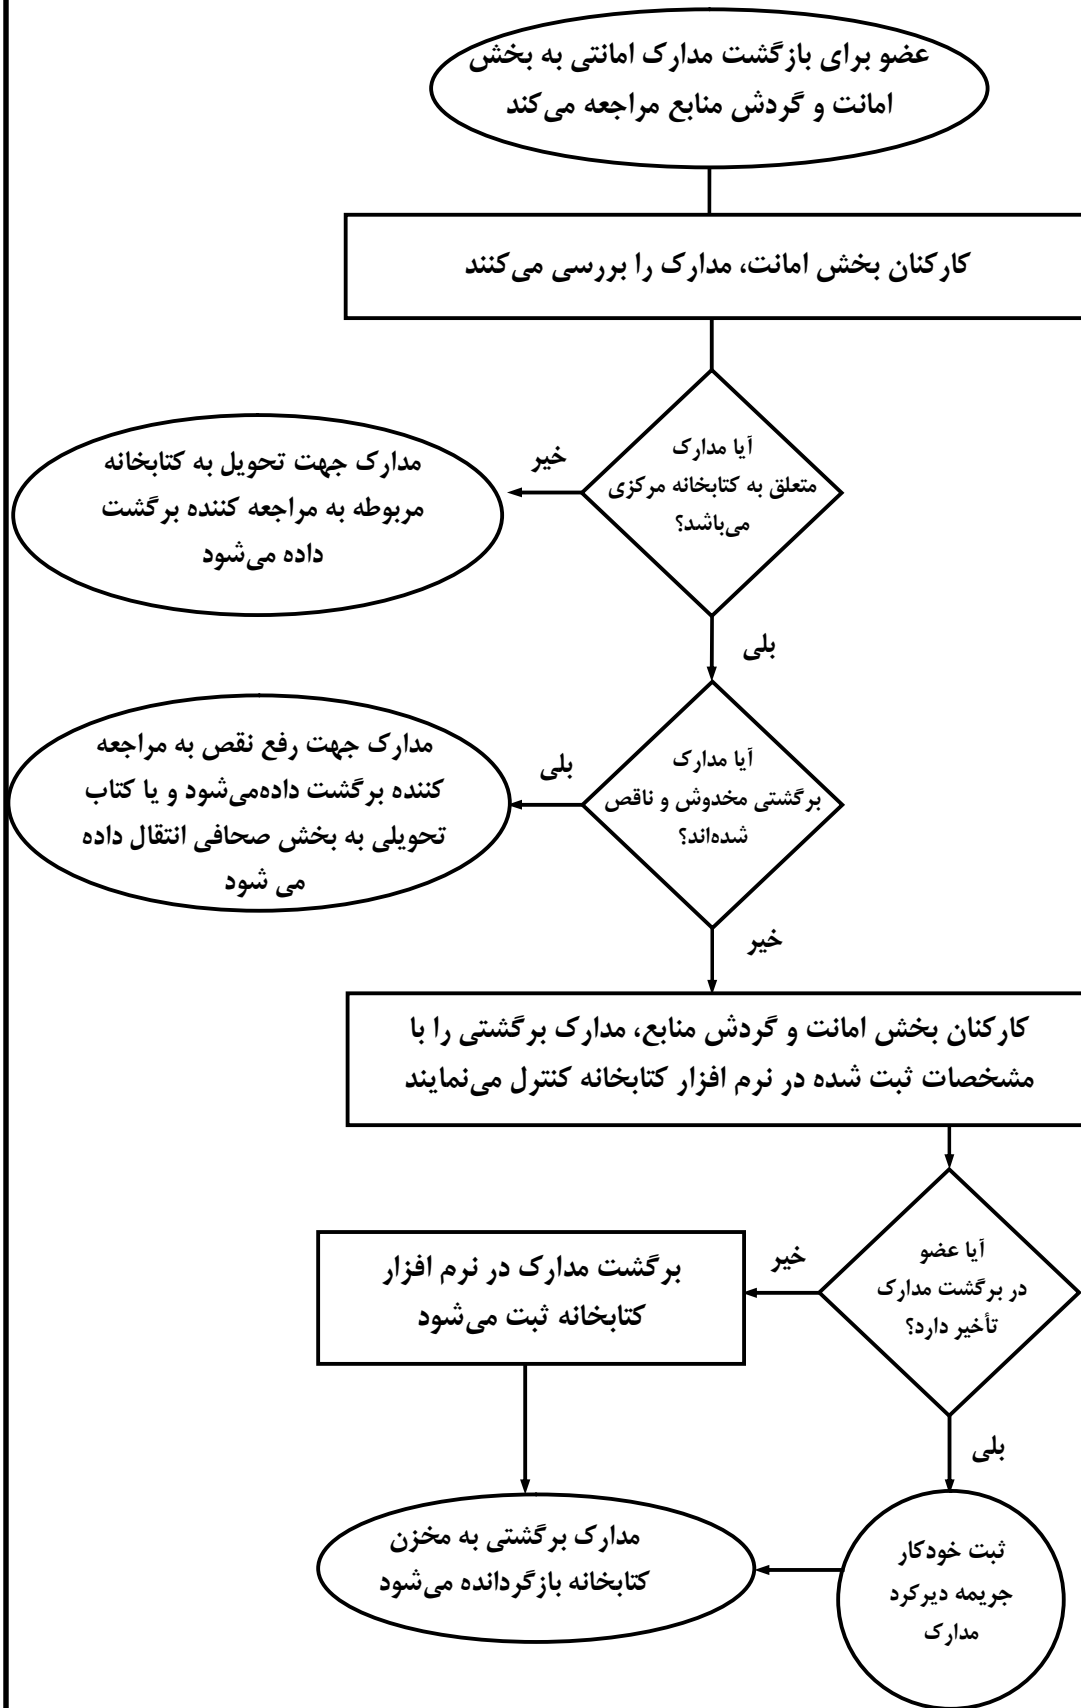 عضو برای بازگشت مدارک امانتی به بخش
امانت و گردش منابع مراجعه می‌کند
کارکنان بخش امانت، مدارک را بررسی می‌کنند
آیا مدارک
متعلق به کتابخانه مرکزی
می‌باشد؟
خیر
مدارک جهت تحویل به کتابخانه
مربوطه به مراجعه کننده برگشت
داده می‌شود
بلی
آیا مدارک
برگشتی مخدوش و ناقص
شده‌اند؟
بلی
مدارک جهت رفع نقص به مراجعه
کننده برگشت داده‌می‌شود و یا کتاب
تحویلی به بخش صحافی انتقال داده
می شود
خیر
کارکنان بخش امانت و گردش منابع، مدارک برگشتی را با
مشخصات ثبت شده در نرم افزار کتابخانه کنترل می‌نمایند
آیا عضو
در برگشت مدارک
تأخیر دارد؟
خیر
برگشت مدارک در نرم افزار
کتابخانه ثبت می‌شود
بلی
ثبت خودکار
جریمه دیرکرد
مدارک
مدارک برگشتی به مخزن
کتابخانه بازگردانده می‌شود